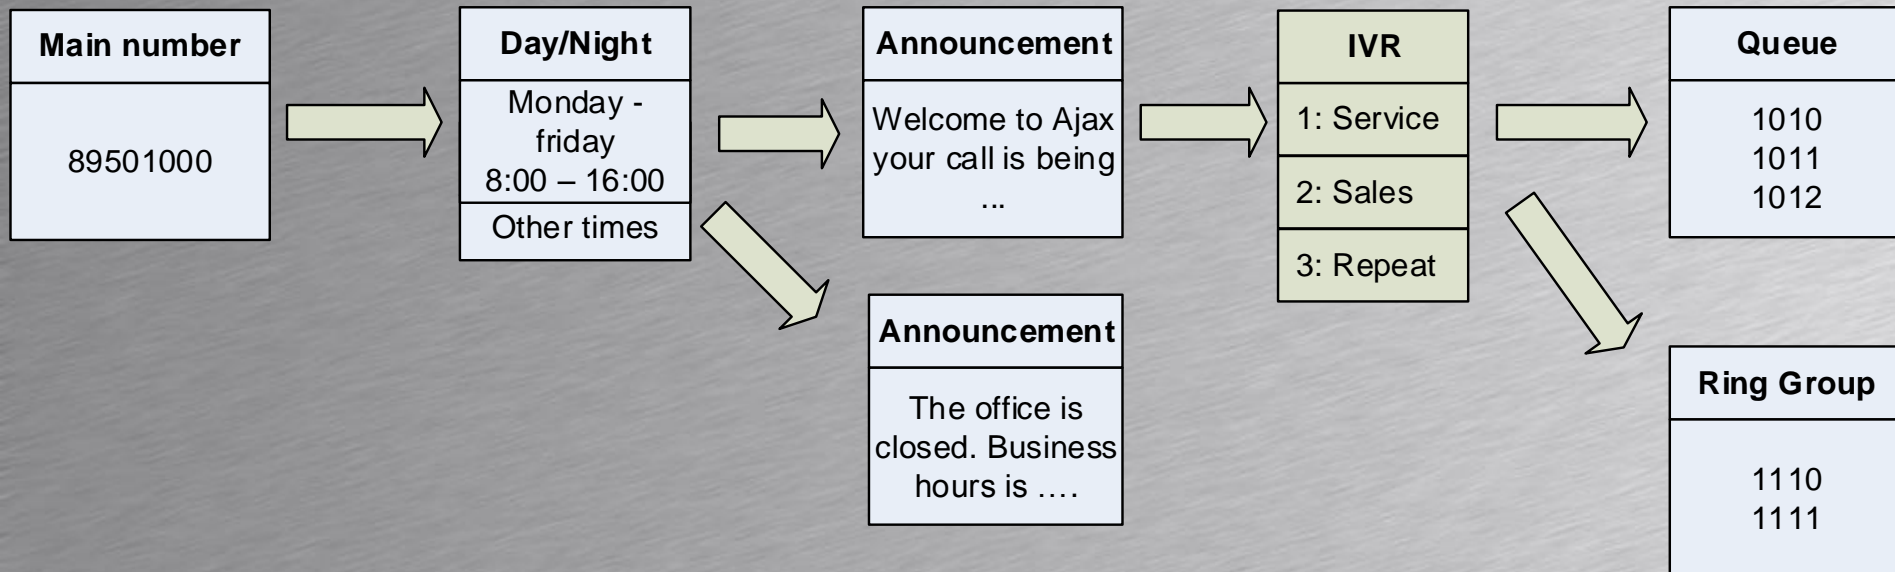 Main number
89501000
Day/Night
Monday -
friday
8:00 – 16:00
Other times
Announcement
Welcome to Ajax
your call is being
...
Announcement
The office is
closed. Business
hours is ....
IVR
1: Service
2: Sales
3: Repeat
Queue
1010
1011
1012
Ring Group
1110
1111